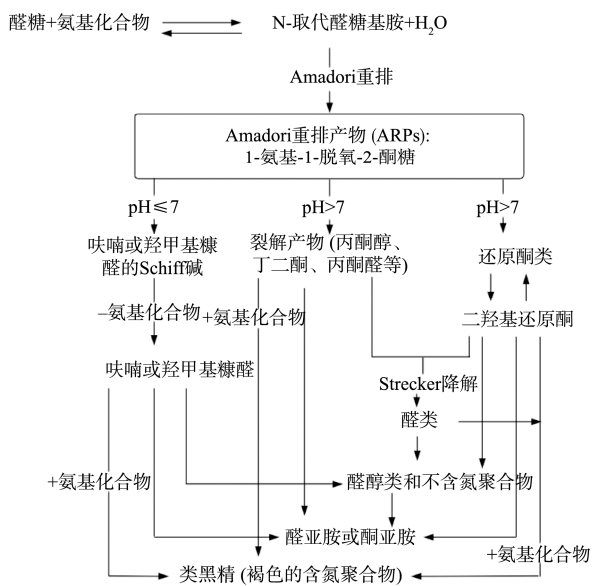 醛糖+氨基化合物
N-取代醛糖基胺+H₂O
Amadori重排
Amadori重排产物 (ARPs):
1-氨基-1-脱氧-2-酮糖
pH≤7
pH>7
pH>7
呋喃或羟甲基糠
醛的Schiff碱
裂解产物 (丙酮醇、
丁二酮、丙酮醛等)
还原酮类
–氨基化合物
+氨基化合物
二羟基还原酮
呋喃或羟甲基糠醛
Strecker降解
醛类
+氨基化合物
醛醇类和不含氮聚合物
醛亚胺或酮亚胺
+氨基化合物
类黑精 (褐色的含氮聚合物)